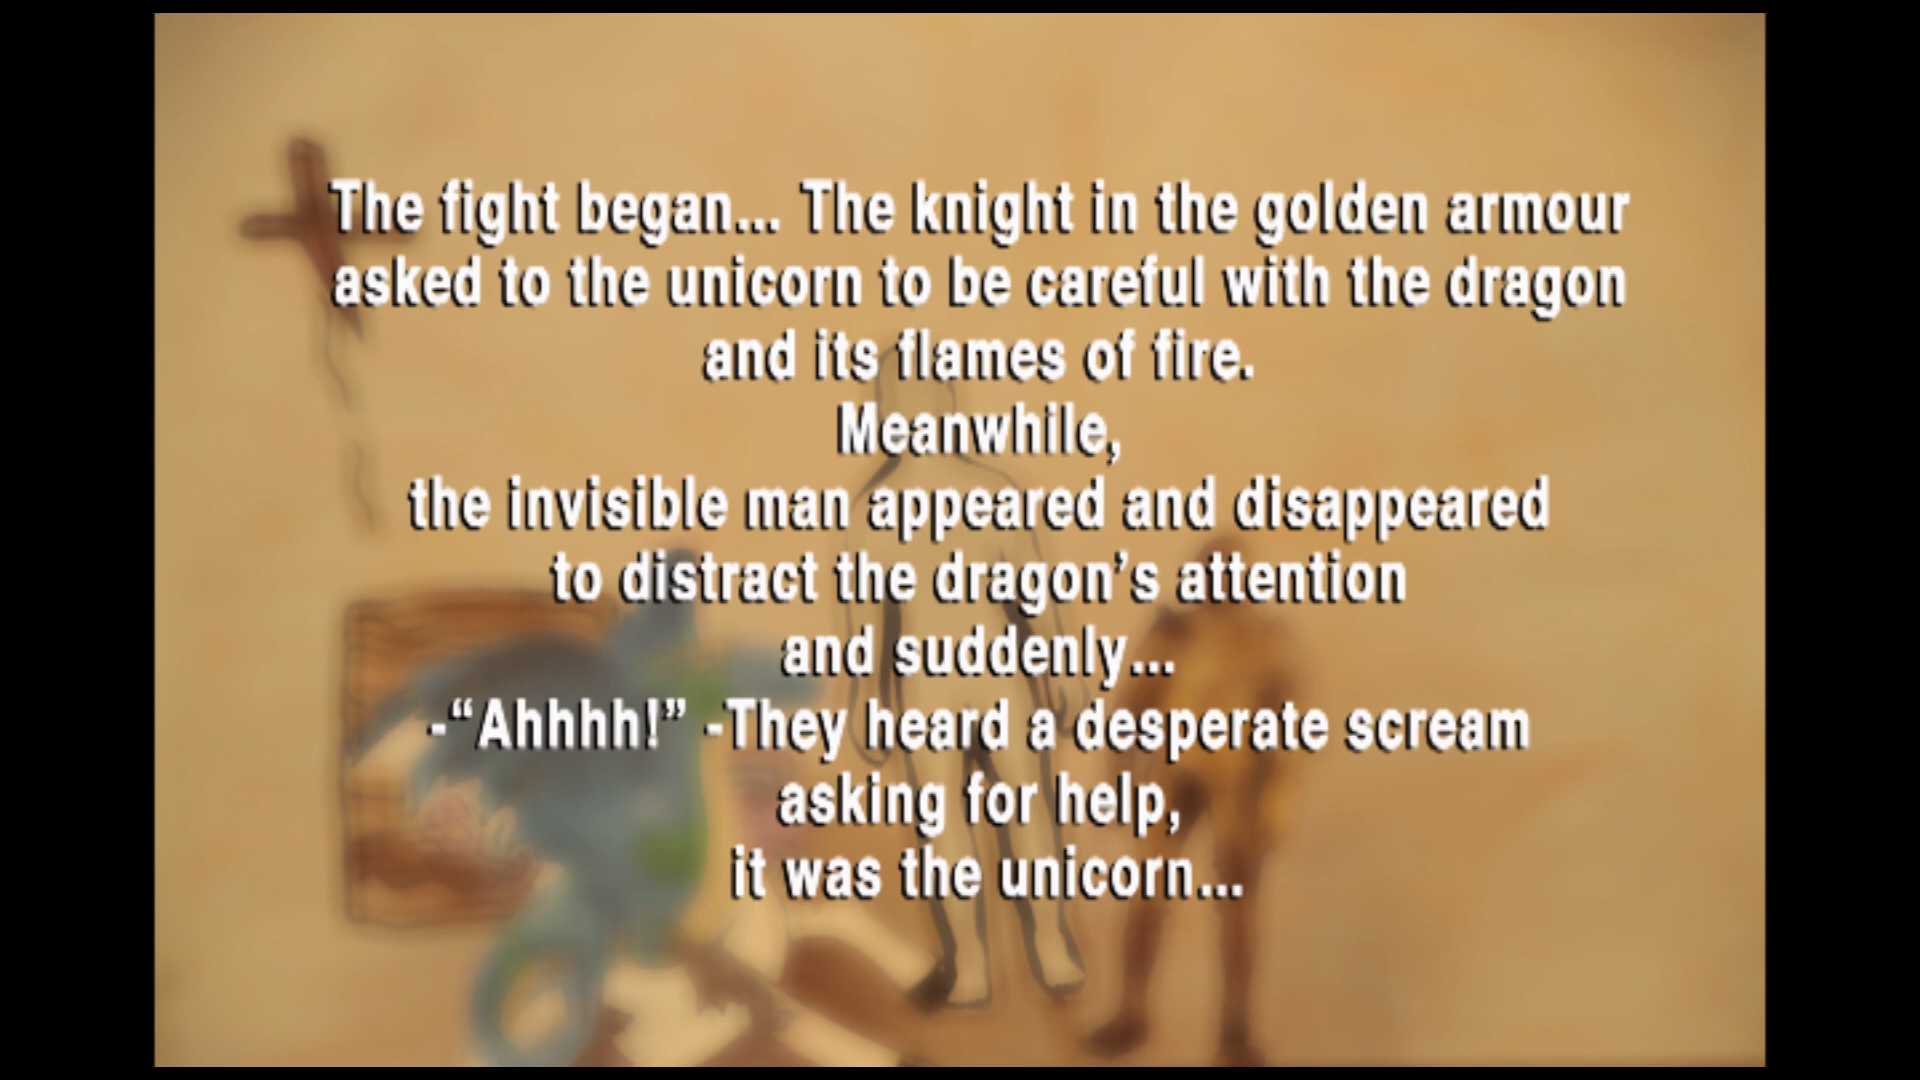 The fight began... The knight in the golden armour
asked to the unicorn to be careful with the dragon
and its flames of fire.
Meanwhile,
the invisible man appeared and disappeared
to distract the dragon’s attention
and suddenly...
-“Ahhhh!” -They heard a desperate scream
asking for help,
it was the unicorn...